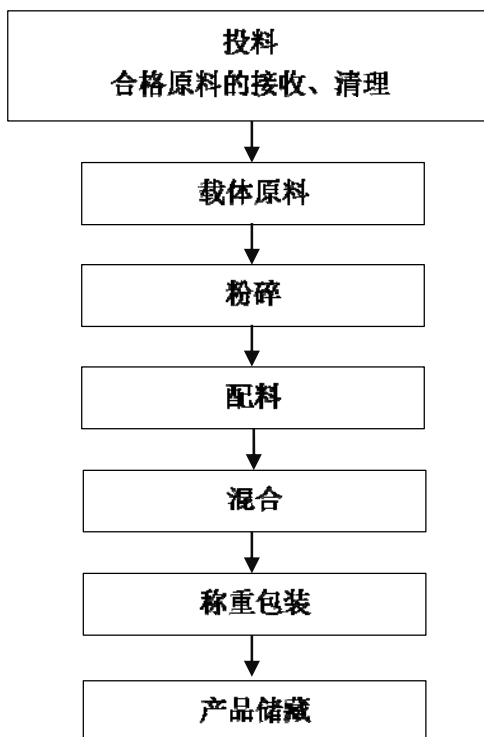 投料
合格原料的接收、清理
载体原料
粉碎
配料
混合
称重包装
产品储藏